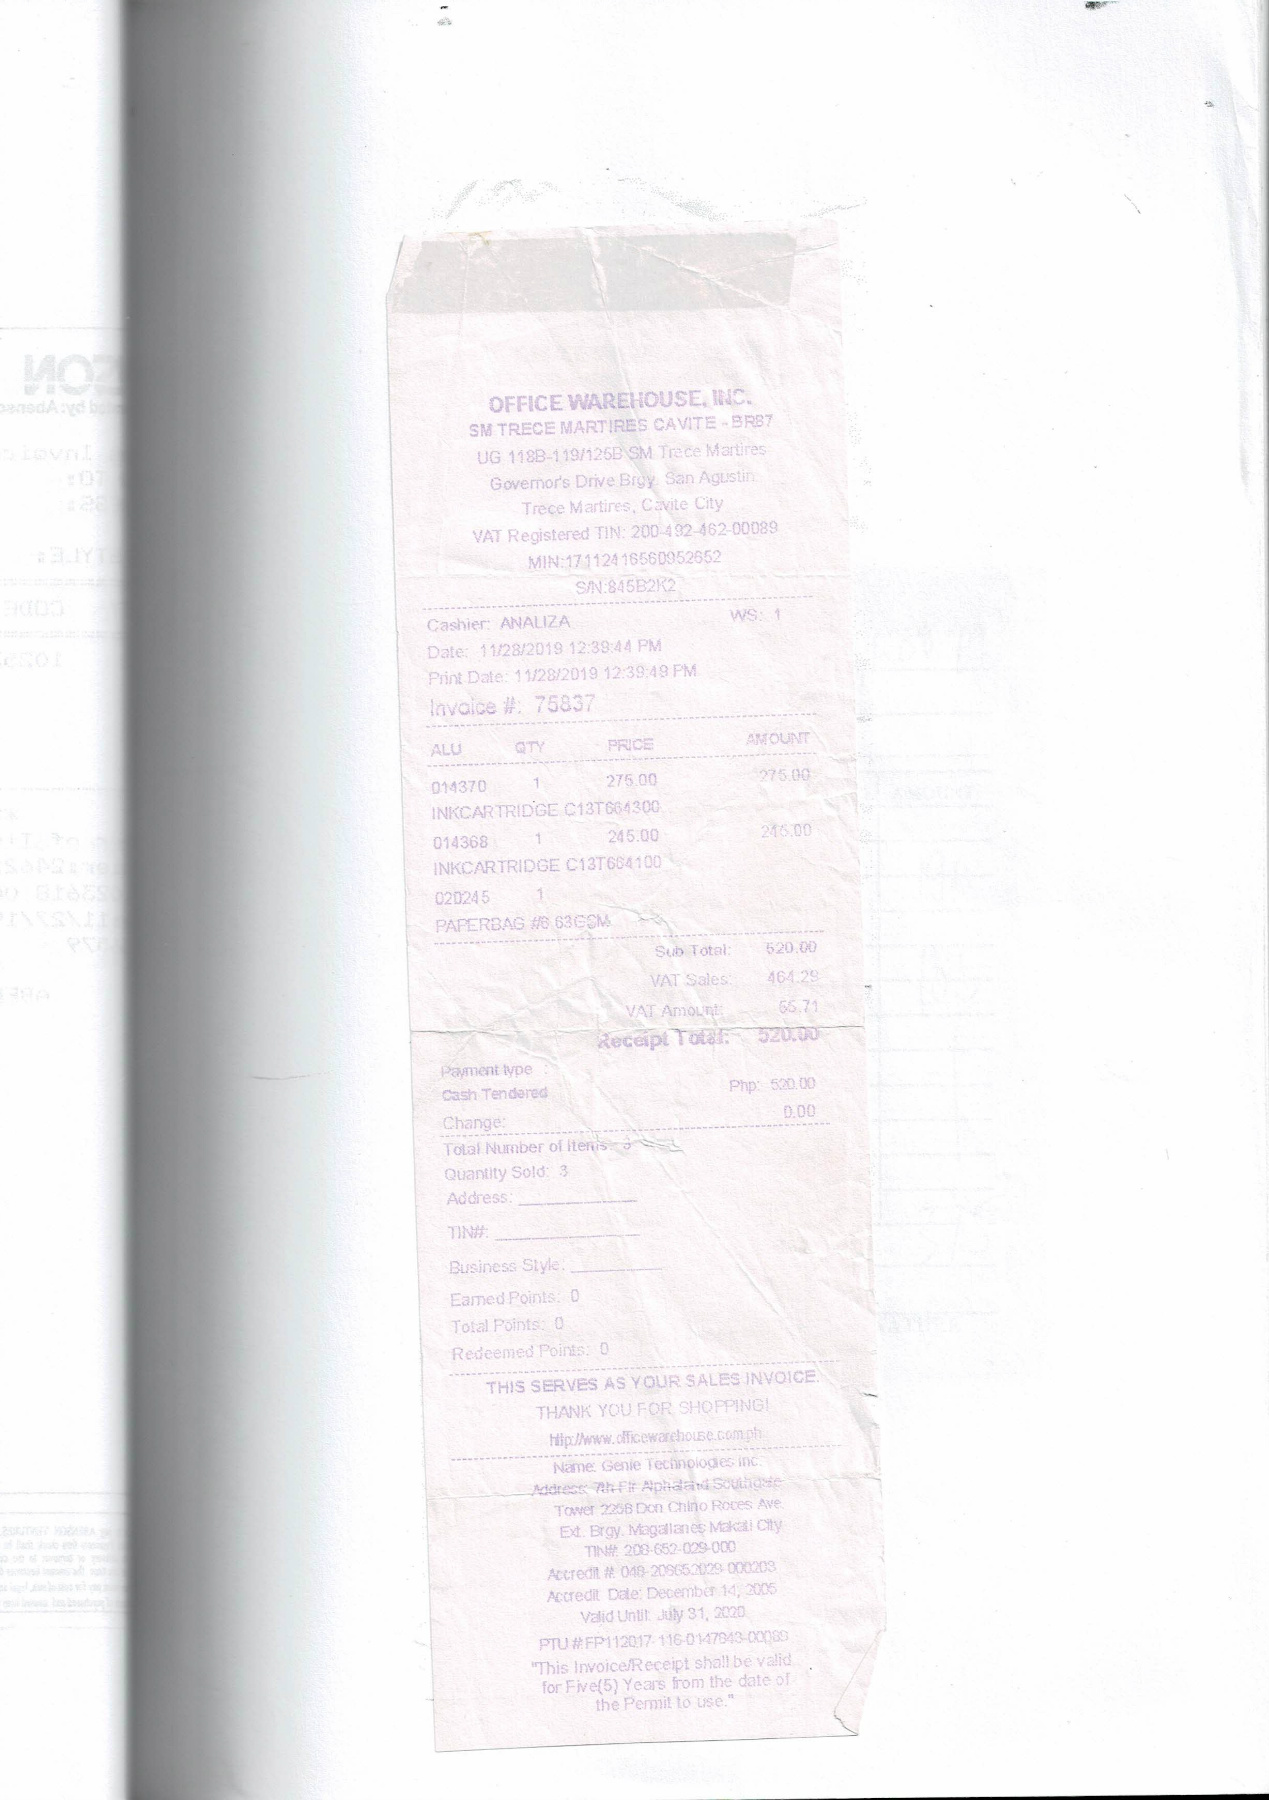 OFFICE WAREHOUSE, INC.
SM TRECE MARTIRES CAVITE - BR87
UG 118B-119/125B SM Trece Martires
Governor's Drive Brgy. San Agustin
Trece Martires, Cavite City
VAT Registered TIN: 200-492-462-00089
MIN:17112416560952652
S/N:845B2K2
Cashier: ANALIZA WS: 1
Date: 11/28/2019 12:39:44 PM
Print Date: 11/28/2019 12:39:49 PM
Invoice #: 75837
ALU QTY PRICE AMOUNT
014370 1 275.00 275.00
INKCARTRIDGE C13T664300
014368 1 245.00 245.00
INKCARTRIDGE C13T664100
020245 1
PAPERBAG #6 63GSM
Sub Total: 520.00
VAT Sales: 464.29
VAT Amount: 55.71
Receipt Total: 520.00
Payment type :
Cash Tendered Php: 520.00
Change: 0.00
Total Number of Items: 3
Quantity Sold: 3
Address:
TIN#:
Business Style:
Earned Points: 0
Total Points: 0
Redeemed Points: 0
THIS SERVES AS YOUR SALES INVOICE.
THANK YOU FOR SHOPPING!
http://www.officewarehouse.com.ph
Name: Genie Technologies Inc.
Address: 7th Flr Alphaland Southgate
Tower 2258 Don Chino Roces Ave.
Ext. Brgy. Magallanes Makati City
TIN#: 208-652-029-000
Accredit #: 048-208652029-000203
Accredit Date: December 14, 2005
Valid Until: July 31, 2020
PTU # FP112017-116-0147843-00089
"This Invoice/Receipt shall be valid
for Five(5) Years from the date of
the Permit to use."